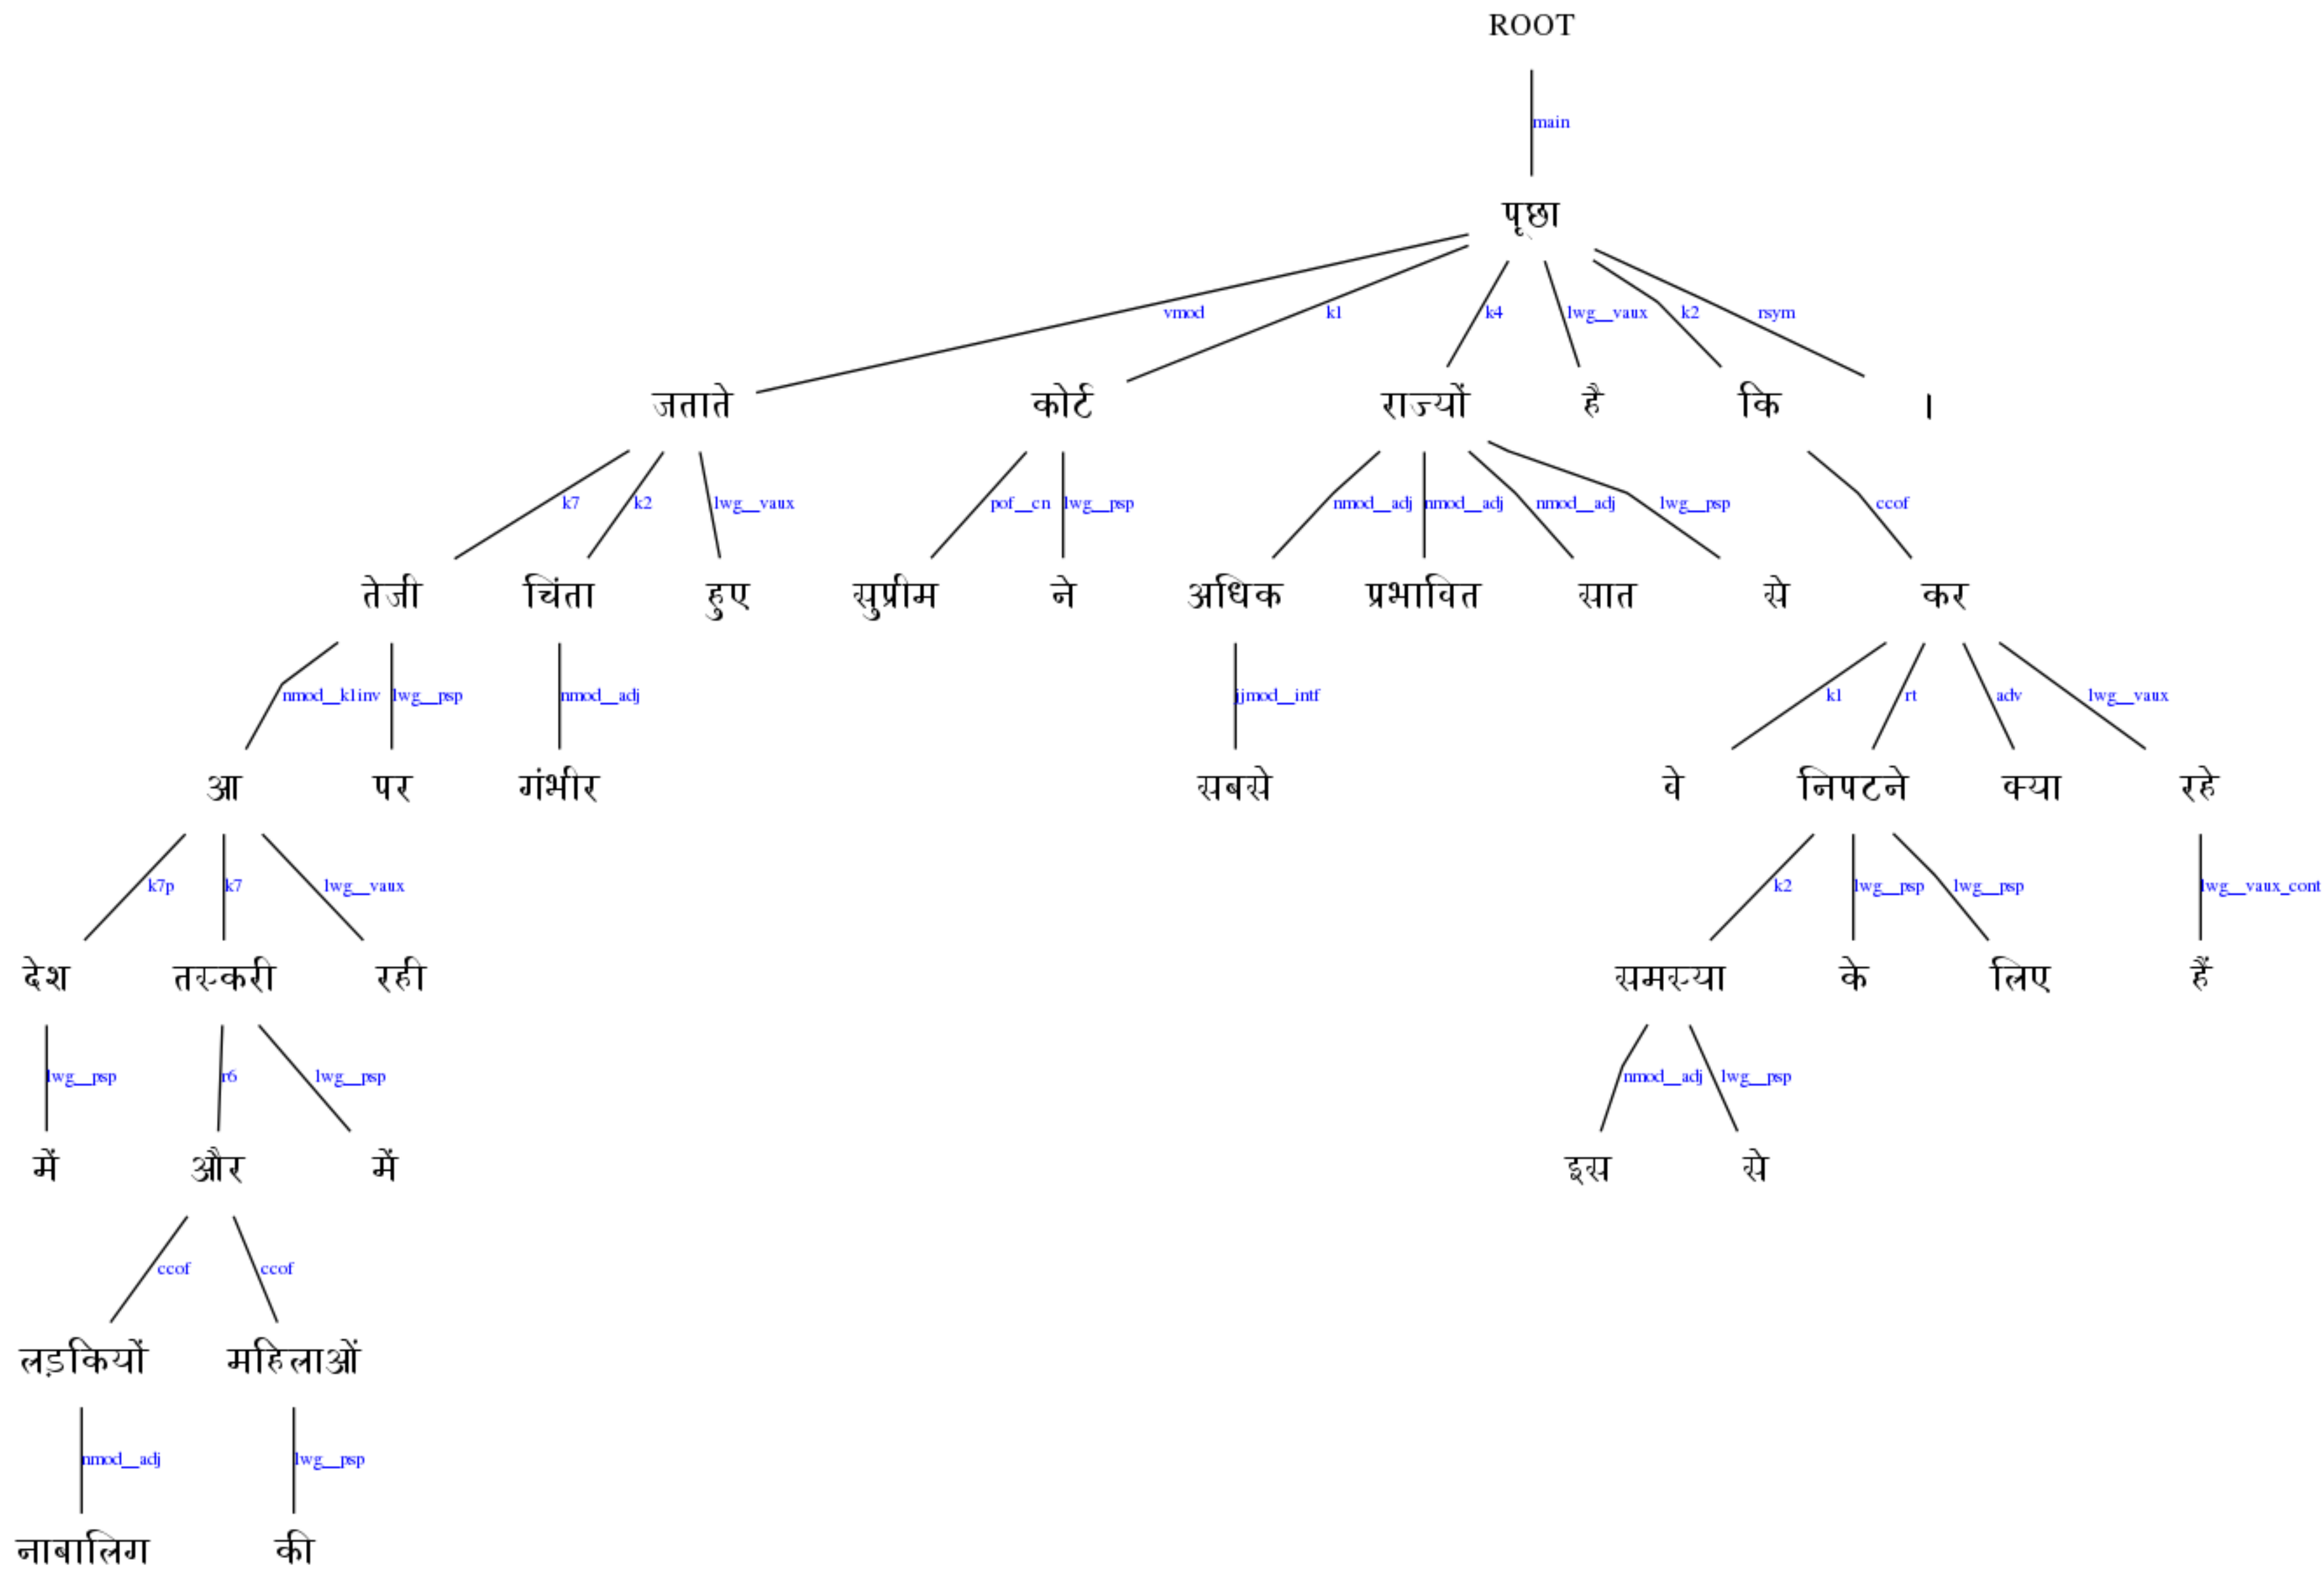 ROOT
main
पूछा
vmod k1 k4 lwg__vaux k2 rsym
जताते कोर्ट राज्यों है कि ।
k7 k2 lwg__vaux pof__cn lwg__psp nmod__adj nmod__adj nmod__adj lwg__psp ccof
तेजी चिंता हुए सुप्रीम ने अधिक प्रभावित सात से कर
nmod__k1inv lwg__psp nmod__adj jjmod__intf k1 rt adv lwg__vaux
आ पर गंभीर सबसे वे निपटने क्या रहे
k7p k7 lwg__vaux k2 lwg__psp lwg__psp lwg__vaux_cont
देश तस्करी रही समस्या के लिए हैं
lwg__psp r6 lwg__psp nmod__adj lwg__psp
में और में इस से
ccof ccof
लड़कियों महिलाओं
nmod__adj lwg__psp
नाबालिग की